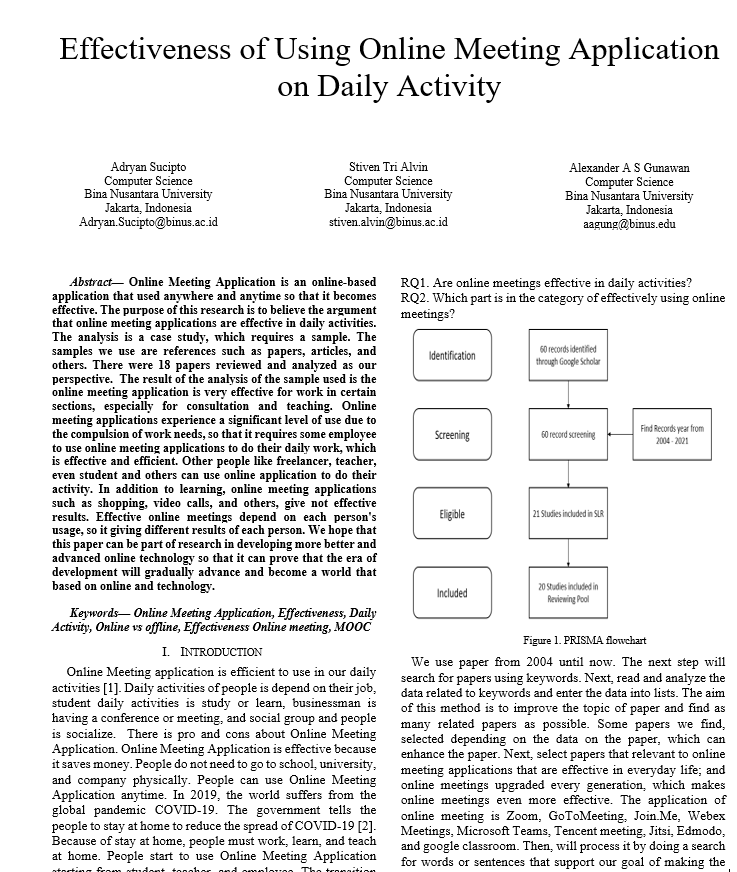 Effectiveness of Using Online Meeting Application
on Daily Activity
Adryan Sucipto
Computer Science
Bina Nusantara University
Jakarta, Indonesia
Adryan.Sucipto@binus.ac.id
Stiven Tri Alvin
Computer Science
Bina Nusantara University
Jakarta, Indonesia
stiven.alvin@binus.ac.id
Alexander A S Gunawan
Computer Science
Bina Nusantara University
Jakarta, Indonesia
aagung@binus.edu
Abstract— Online Meeting Application is an online-based
application that used anywhere and anytime so that it becomes
effective. The purpose of this research is to believe the argument
that online meeting applications are effective in daily activities.
The analysis is a case study, which requires a sample. The
samples we use are references such as papers, articles, and
others. There were 18 papers reviewed and analyzed as our
perspective. The result of the analysis of the sample used is the
online meeting application is very effective for work in certain
sections, especially for consultation and teaching. Online
meeting applications experience a significant level of use due to
the compulsion of work needs, so that it requires some employee
to use online meeting applications to do their daily work, which
is effective and efficient. Other people like freelancer, teacher,
even student and others can use online application to do their
activity. In addition to learning, online meeting applications
such as shopping, video calls, and others, give not effective
results. Effective online meetings depend on each person's
usage, so it giving different results of each person. We hope that
this paper can be part of research in developing more better and
advanced online technology so that it can prove that the era of
development will gradually advance and become a world that
based on online and technology.
Keywords— Online Meeting Application, Effectiveness, Daily
Activity, Online vs offline, Effectiveness Online meeting, MOOC
I. INTRODUCTION
Online Meeting application is efficient to use in our daily
activities [1]. Daily activities of people is depend on their job,
student daily activities is study or learn, businessman is
having a conference or meeting, and social group and people
is socialize. There is pro and cons about Online Meeting
Application. Online Meeting Application is effective because
it saves money. People do not need to go to school, university,
and company physically. People can use Online Meeting
Application anytime. In 2019, the world suffers from the
global pandemic COVID-19. The government tells the
people to stay at home to reduce the spread of COVID-19 [2].
Because of stay at home, people must work, learn, and teach
at home. People start to use Online Meeting Application
starting from student, teacher, and employee. The transition
RQ1. Are online meetings effective in daily activities?
RQ2. Which part is in the category of effectively using online
meetings?
Identification
60 records identified
through Google Scholar
Screening
60 record screening
Find Records year from
2004 - 2021
Eligible
21 Studies included in SLR
Included
20 Studies included in
Reviewing Pool
Figure 1. PRISMA flowchart
We use paper from 2004 until now. The next step will
search for papers using keywords. Next, read and analyze the
data related to keywords and enter the data into lists. The aim
of this method is to improve the topic of paper and find as
many related papers as possible. Some papers we find,
selected depending on the data on the paper, which can
enhance the paper. Next, select papers that relevant to online
meeting applications that are effective in everyday life; and
online meetings upgraded every generation, which makes
online meetings even more effective. The application of
online meeting is Zoom, GoToMeeting, Join.Me, Webex
Meetings, Microsoft Teams, Tencent meeting, Jitsi, Edmodo,
and google classroom. Then, will process it by doing a search
for words or sentences that support our goal of making the